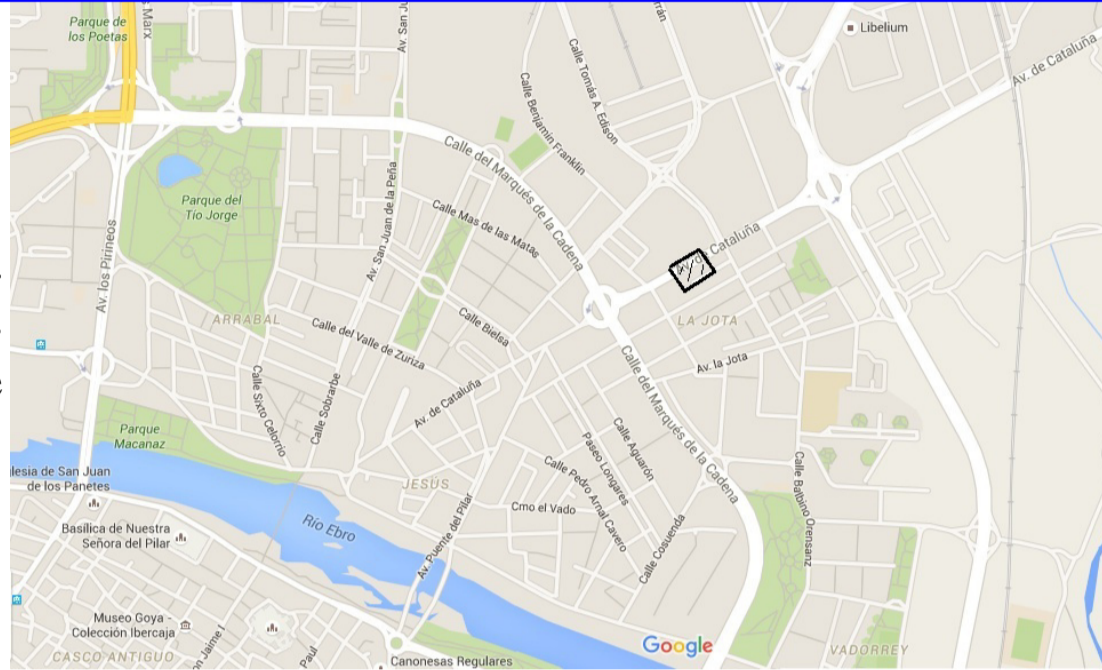 Parque de
los Poetas
s Marx
Av. San Ju
rrán
Libelium
Av. de Cataluña
Calle Tomás A. Edison
Calle Benjamin Franklin
Calle del Marqués de la Cadena
Parque del
Tío Jorge
Av. San Juan de la Peña
Calle Mas de las Matas
Av. los Pirineos
Cataluña
ARRABAL
LA JOTA
Calle del Valle de Zuriza
Calle Bielsa
Av. la Jota
Calle del Marqués de la Cadena
Calle Sixto Celorrio
Calle Sobrarbe
Av. de Cataluña
e
Parque
Macanaz
Calle Aguarón
Paseo Longares
Calle Balbino Orensanz
Calle Pedro Arnal Cavero
lesia de San Juan
de los Panetes
JESÚS
Cmo el Vado
Río Ebro
Av. Puente del Pilar
Calle Cosuenda
Basílica de Nuestra
Señora del Pilar
Museo Goya -
Colección Ibercaja
on Jaime I
Paul
CASCO ANTIGUO
Canonesas Regulares
Google
VADORREY